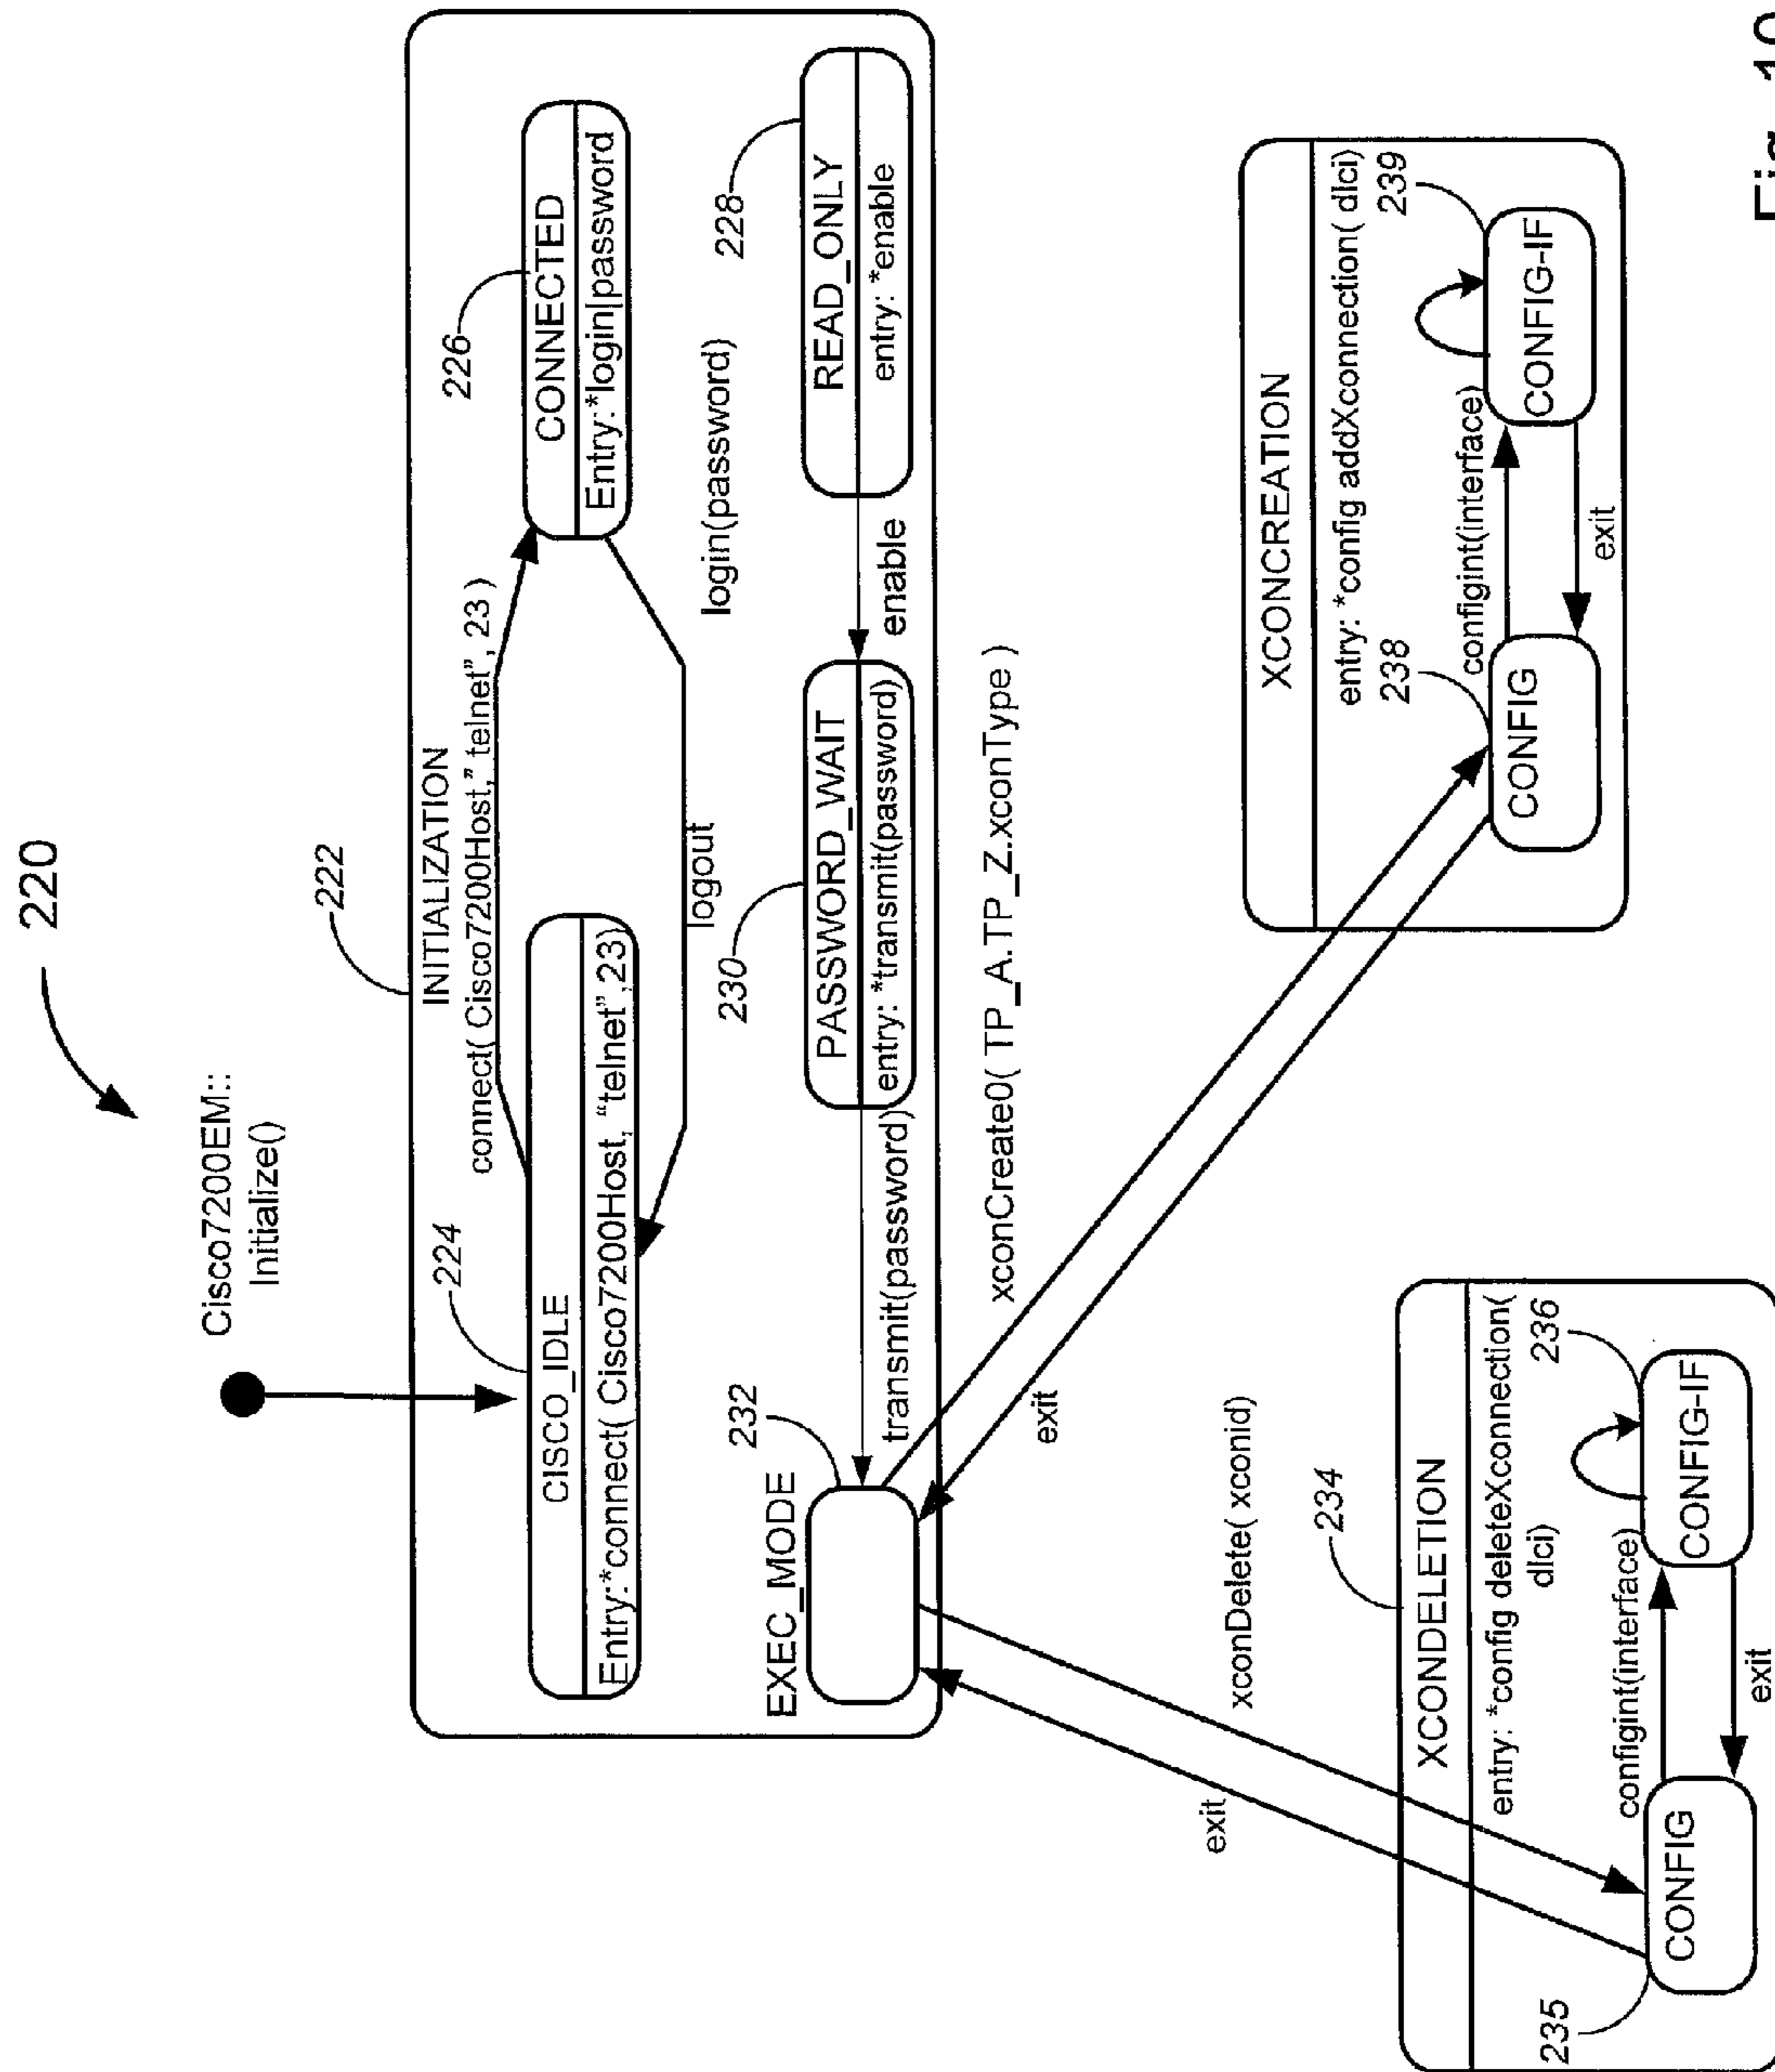 220
Cisco7200EM::
Initialize()
222
INITIALIZATION
connect( Cisco7200Host," telnet", 23 )
224
CISCO_IDLE
Entry:*connect( Cisco7200Host, "telnet",23)
226
CONNECTED
Entry:*login|password
logout
login(password)
228
READ_ONLY
entry: *enable
enable
230
PASSWORD_WAIT
entry: *transmit(password)
transmit(password)
232
EXEC_MODE
xconCreate0( TP_A.TP_Z.xconType )
exit
xconDelete( xconid)
exit
234
XCONDELETION
entry: *config deleteXconnection(
dlci)
236
configint(interface)
CONFIG
CONFIG-IF
exit
235
XCONCREATION
entry: *config addXconnection( dlci)
238
239
configint(interface)
CONFIG
CONFIG-IF
exit